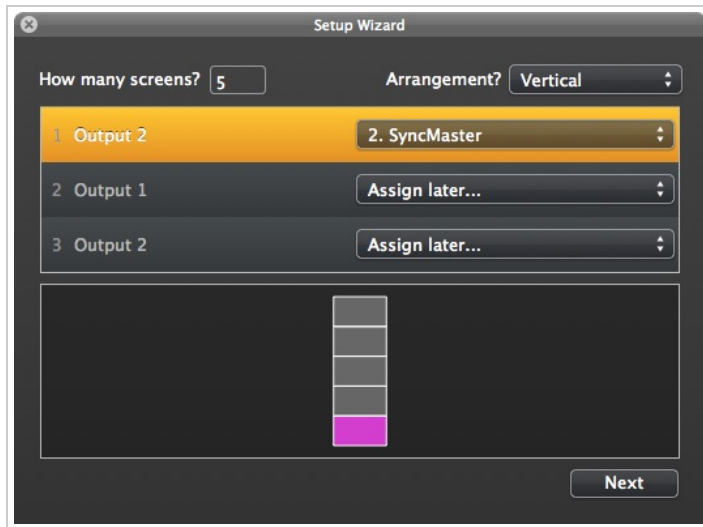 Setup Wizard
How many screens? 5 Arrangement? Vertical
1 Output 2 2. SyncMaster
2 Output 1 Assign later...
3 Output 2 Assign later...
Next